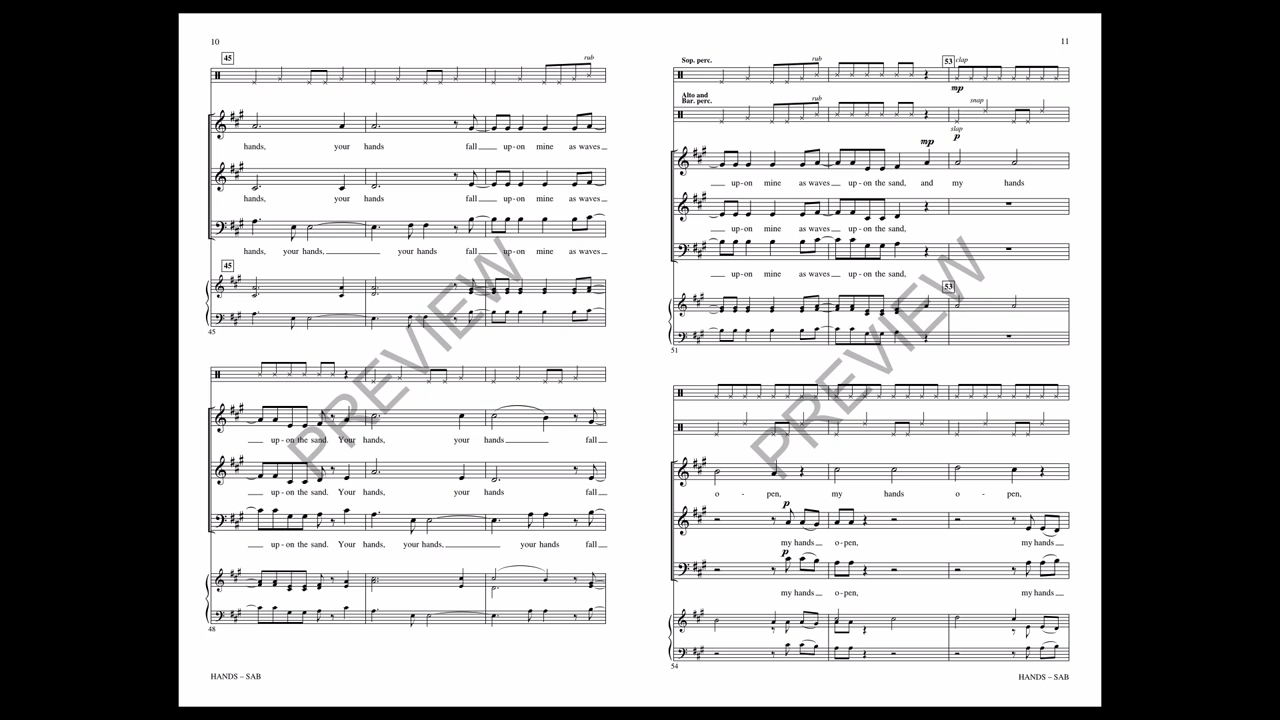 10
45
rub
hands, your hands fall up-on mine as waves
hands, your hands fall up-on mine as waves
hands, your hands, your hands fall up-on mine as waves
45
45
up-on the sand. Your hands, your hands fall
up-on the sand. Your hands, your hands fall
up-on the sand. Your hands, your hands, your hands fall
48
HANDS – SAB
11
Sop. perc. rub 53 clap
mp
Alto and
Bar. perc. rub snap
slap
p
mp
up-on mine as waves up-on the sand, and my hands
up-on mine as waves up-on the sand,
up-on mine as waves up-on the sand,
53
51
o - pen, my hands o - pen,
p
my hands o-pen, my hands
p
my hands o-pen, my hands
54
HANDS – SAB
PREVIEW
PREVIEW